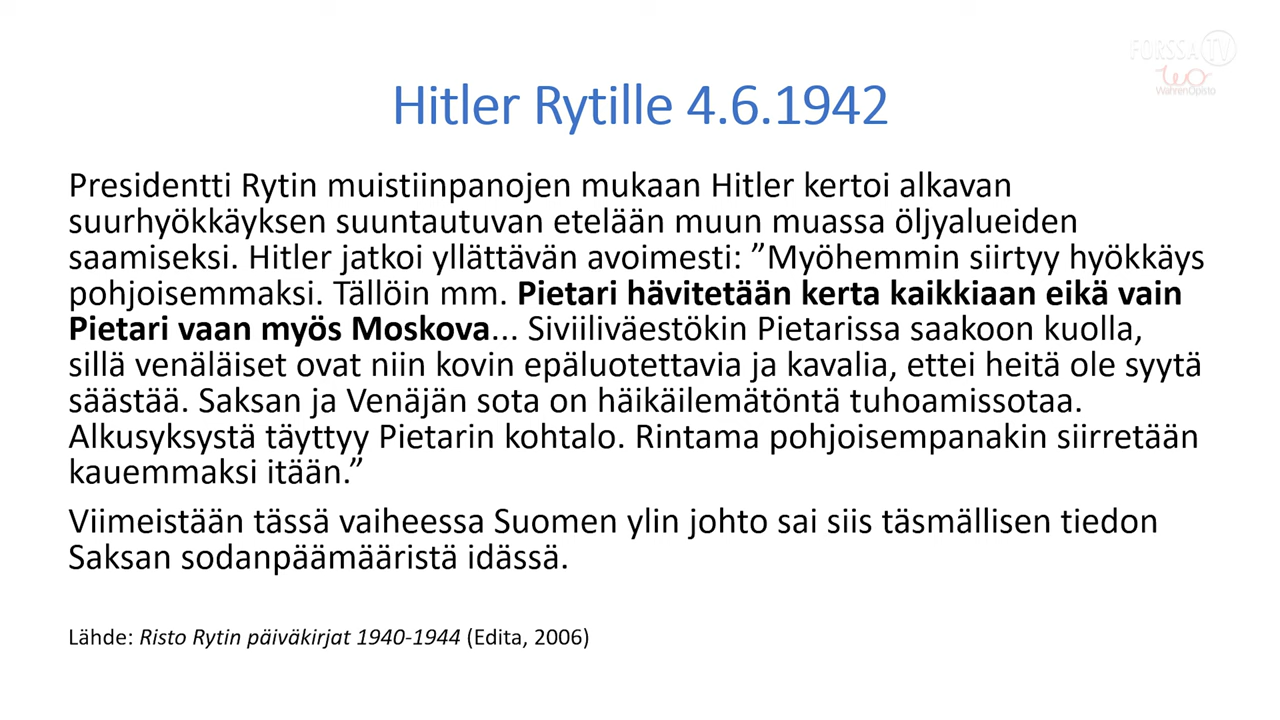 FORSSA TV
WahrenOpisto
Hitler Rytille 4.6.1942
Presidentti Rytin muistiinpanojen mukaan Hitler kertoi alkavan
suurhyökkäyksen suuntautuvan etelään muun muassa öljyalueiden
saamiseksi. Hitler jatkoi yllättävän avoimesti: ”Myöhemmin siirtyy hyökkäys
pohjoisemmaksi. Tällöin mm. Pietari hävitetään kerta kaikkiaan eikä vain
Pietari vaan myös Moskova... Siviiliväestökin Pietarissa saakoon kuolla,
sillä venäläiset ovat niin kovin epäluotettavia ja kavalia, ettei heitä ole syytä
säästää. Saksan ja Venäjän sota on häikäilemätöntä tuhoamissotaa.
Alkusyksystä täyttyy Pietarin kohtalo. Rintama pohjoisempanakin siirretään
kauemmaksi itään.”
Viimeistään tässä vaiheessa Suomen ylin johto sai siis täsmällisen tiedon
Saksan sodanpäämääristä idässä.
Lähde: Risto Rytin päiväkirjat 1940-1944 (Edita, 2006)